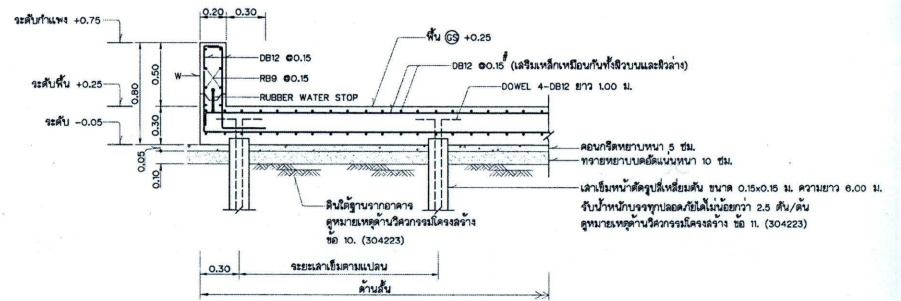 0.20
0.30
ระดับกำแพง +0.75
พื้น GS +0.25
DB12 @0.15
DB12 @0.15 # (เสริมเหล็กเหมือนกันทั้งผิวบนและผิวล่าง)
W
RB9 @0.15
DOWEL 4-DB12 ยาว 1.00 ม.
0.50
0.80
ระดับพื้น +0.25
RUBBER WATER STOP
0.30
ระดับ -0.05
คอนกรีตหยาบหนา 5 ซม.
0.05
ทรายหยาบบดอัดแน่นหนา 10 ซม.
0.10
เสาเข็มหน้าตัดรูปสี่เหลี่ยมตัน ขนาด 0.15x0.15 ม. ความยาว 6.00 ม.
รับน้ำหนักบรรทุกปลอดภัยได้ไม่น้อยกว่า 2.5 ตัน/ต้น
ดูหมายเหตุด้านวิศวกรรมโครงสร้าง ข้อ 11. (304223)
ดินใต้ฐานรากอาคาร
ดูหมายเหตุด้านวิศวกรรมโครงสร้าง
ข้อ 10. (304223)
0.30
ระยะเสาเข็มตามแปลน
ด้านสั้น